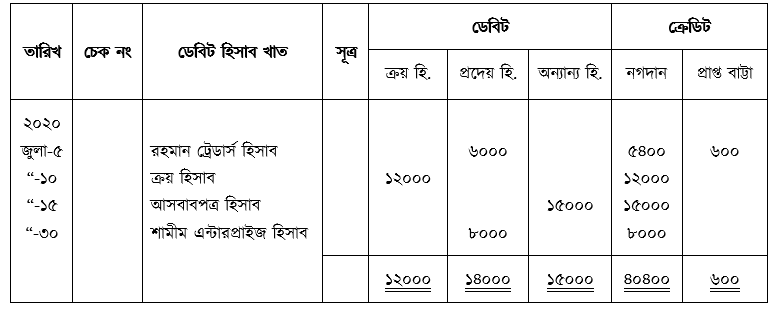 তারিখ চেক নং ডেবিট হিসাব খাত সূত্র ডেবিট ক্রেডিট
ক্রয় হি. প্রদেয় হি. অন্যান্য হি. নগদান প্রাপ্ত বাট্টা
২০২০
জুলা-৫ রহমান ট্রেডার্স হিসাব ৬০০০ ৫৪০০ ৬০০
“-১০ ক্রয় হিসাব ১২০০০ ১২০০০
“-১৫ আসবাবপত্র হিসাব ১৫০০০ ১৫০০০
“-৩০ শামীম এন্টারপ্রাইজ হিসাব ৮০০০ ৮০০০
১২০০০ ১৪০০০ ১৫০০০ ৪০৪০০ ৬০০